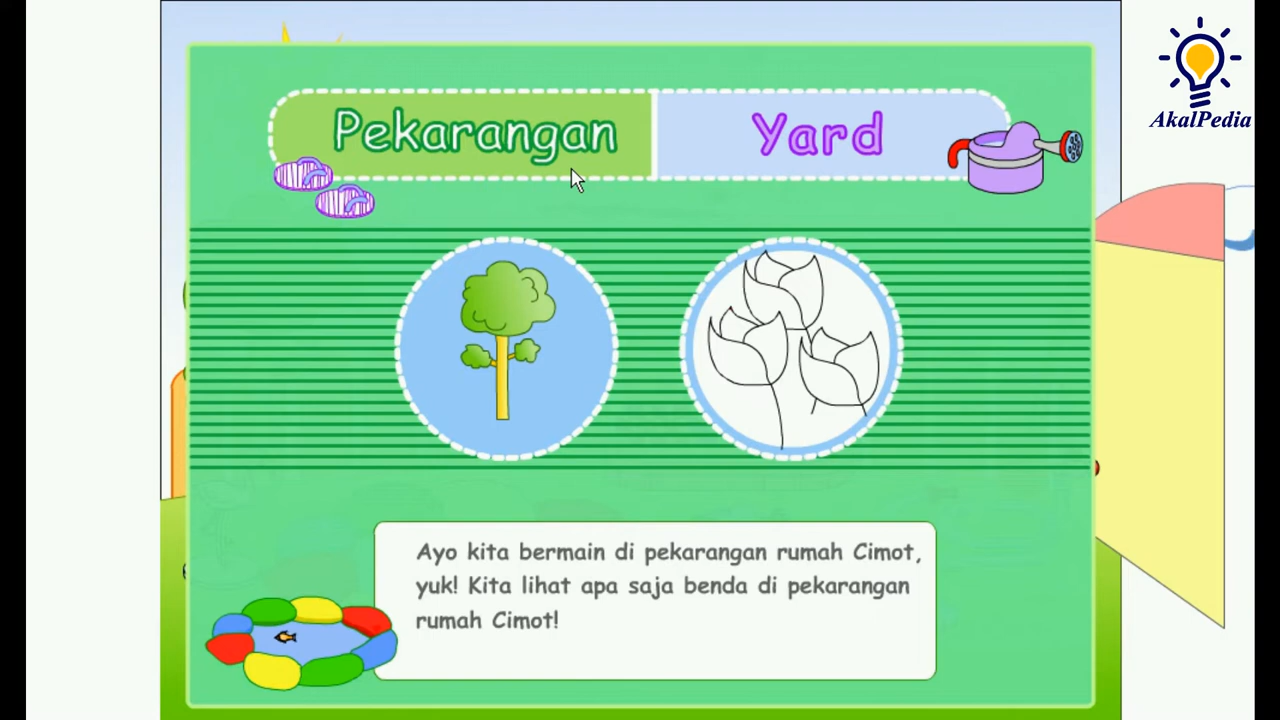 Pekarangan
Yard
AkalPedia
Ayo kita bermain di pekarangan rumah Cimot,
yuk! Kita lihat apa saja benda di pekarangan
rumah Cimot!